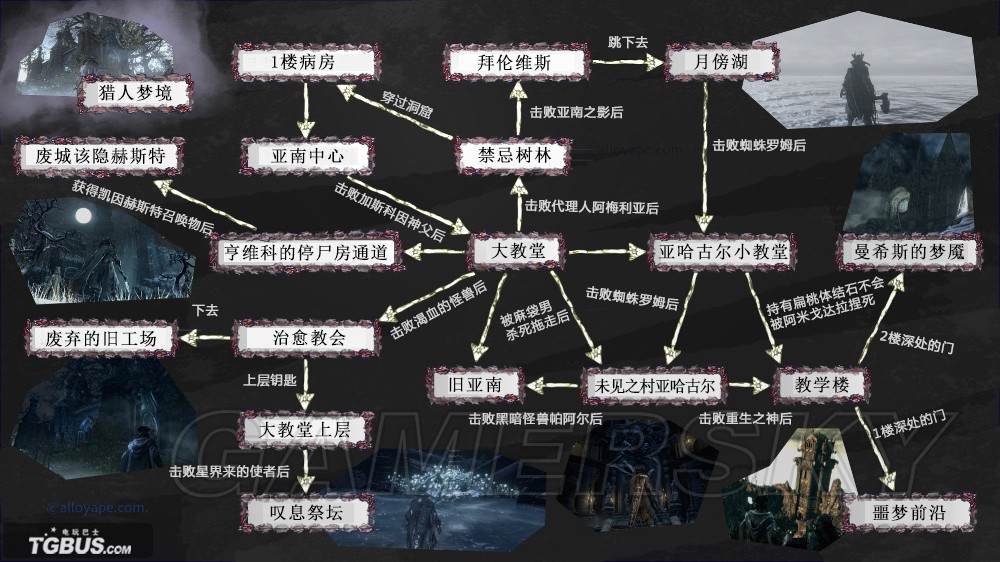 1楼病房
拜伦维斯
跳下去
月傍湖
猎人梦境
穿过洞窟
击败亚南之影后
废城该隐赫斯特
亚南中心
禁忌树林
击败蜘蛛罗姆后
获得凯因赫斯特召唤物后
击败加斯科因神父后
击败代理人阿梅利亚后
亨维科的停尸房通道
大教堂
亚哈古尔小教堂
曼希斯的梦魇
下去
击败渴血的怪兽后
被麻袋男
杀死拖走后
击败蜘蛛罗姆后
持有扁桃体结石不会
被阿米戈达拉捏死
废弃的旧工场
治愈教会
2楼深处的门
上层钥匙
旧亚南
未见之村亚哈古尔
教学楼
击败黑暗怪兽帕阿尔后
击败重生之神后
1楼深处的门
大教堂上层
GAMERSKY
击败星界来的使者后
叹息祭坛
噩梦前沿
© alloyape.com
电玩巴士
TGBUS.COM